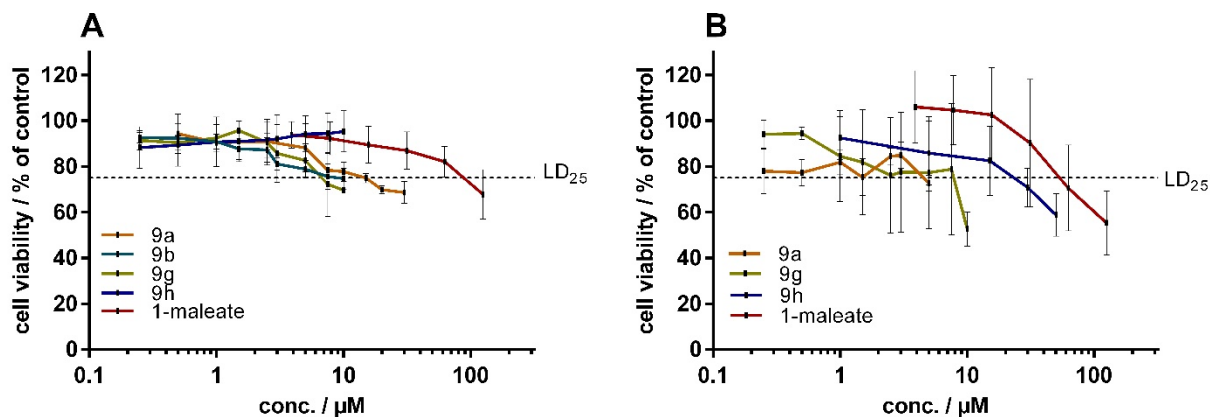 A
cell viability / % of control
120
100
80
60
40
20
0
LD25
9a
9b
9g
9h
1-maleate
0.1
1
10
100
conc. / µM
B
cell viability / % of control
120
100
80
60
40
20
0
LD25
9a
9g
9h
1-maleate
0.1
1
10
100
conc. / µM